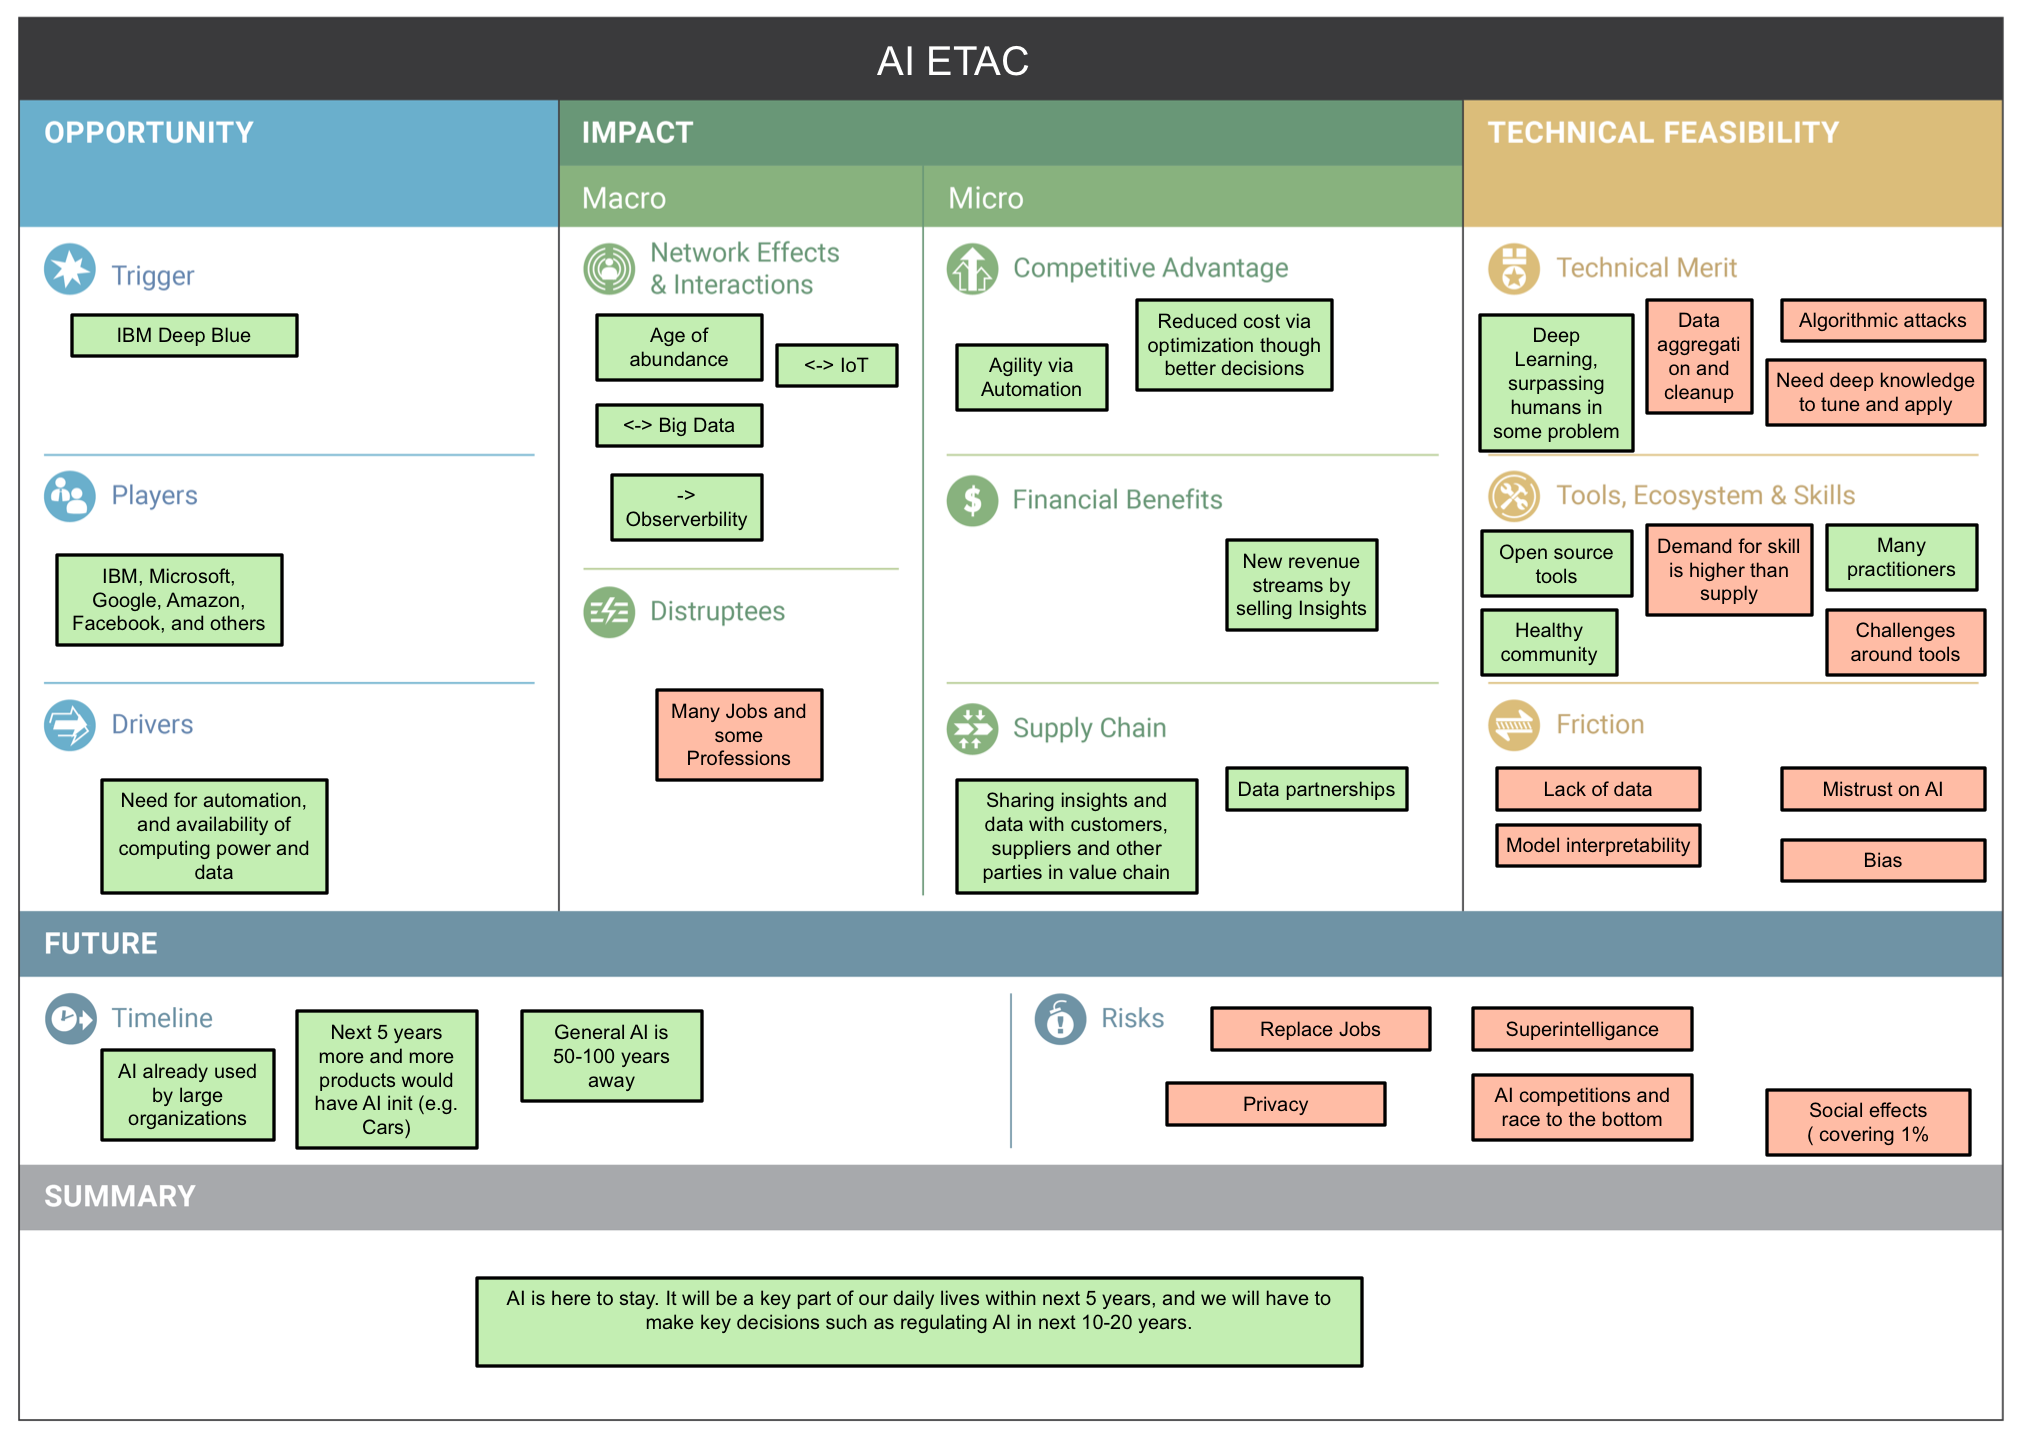 AI ETAC
OPPORTUNITY
IMPACT
TECHNICAL FEASIBILITY
Macro
Micro
Trigger
IBM Deep Blue
Players
IBM, Microsoft,
Google, Amazon,
Facebook, and others
Drivers
Need for automation,
and availability of
computing power and
data
Network Effects
& Interactions
Age of
abundance
<-> IoT
<-> Big Data
->
Observerbility
Distruptees
Many Jobs and
some
Professions
Competitive Advantage
Agility via
Automation
Reduced cost via
optimization though
better decisions
Financial Benefits
New revenue
streams by
selling Insights
Supply Chain
Sharing insights and
data with customers,
suppliers and other
parties in value chain
Data partnerships
Technical Merit
Deep
Learning,
surpassing
humans in
some problem
Data
aggregati
on and
cleanup
Algorithmic attacks
Need deep knowledge
to tune and apply
Tools, Ecosystem & Skills
Open source
tools
Demand for skill
is higher than
supply
Many
practitioners
Healthy
community
Challenges
around tools
Friction
Lack of data
Mistrust on AI
Model interpretability
Bias
FUTURE
Timeline
AI already used
by large
organizations
Next 5 years
more and more
products would
have AI init (e.g.
Cars)
General AI is
50-100 years
away
Risks
Replace Jobs
Superintelligance
Privacy
AI competitions and
race to the bottom
Social effects
( covering 1%
SUMMARY
AI is here to stay. It will be a key part of our daily lives within next 5 years, and we will have to
make key decisions such as regulating AI in next 10-20 years.